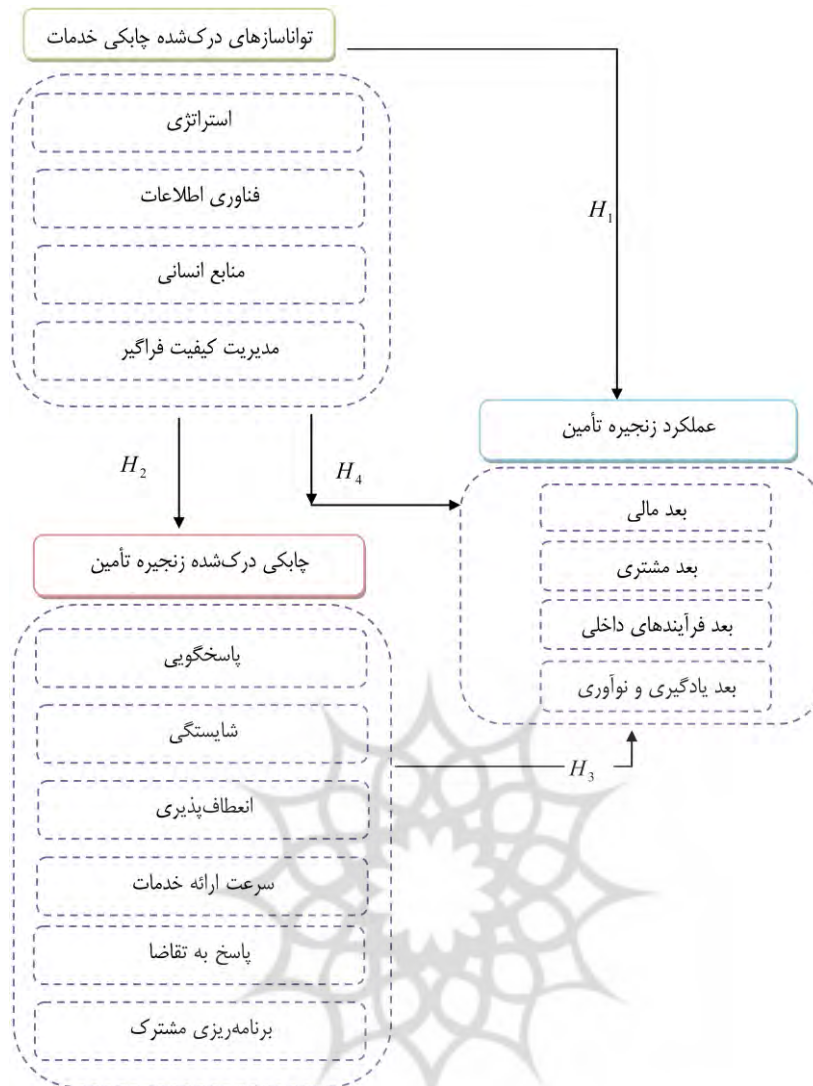 تواناسازهای درک‌شده چابکی خدمات
استراتژی
فناوری اطلاعات
منابع انسانی
مدیریت کیفیت فراگیر
H1
عملکرد زنجیره تأمین
بعد مالی
بعد مشتری
بعد فرآیندهای داخلی
بعد یادگیری و نوآوری
H2
H4
چابکی درک‌شده زنجیره تأمین
پاسخگویی
شایستگی
انعطاف‌پذیری
سرعت ارائه خدمات
پاسخ به تقاضا
برنامه‌ریزی مشترک
H3